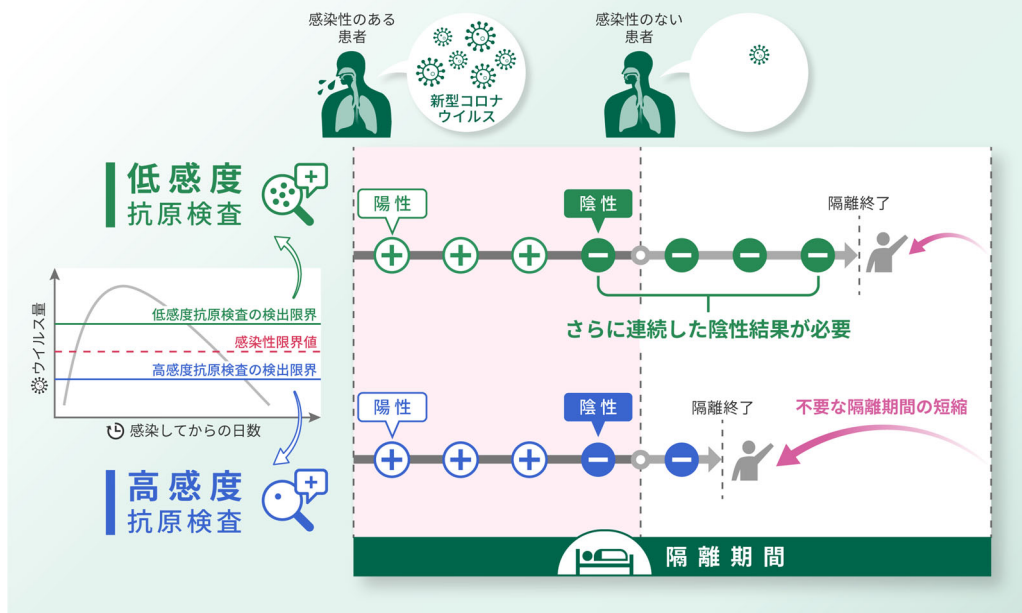 感染性のある
患者
新型コロナ
ウイルス
感染性のない
患者
低感度
抗原検査
陽性
陰性
隔離終了
さらに連続した陰性結果が必要
ウイルス量
低感度抗原検査の検出限界
感染性限界値
高感度抗原検査の検出限界
感染してからの日数
高感度
抗原検査
陽性
陰性
隔離終了
不要な隔離期間の短縮
隔離期間